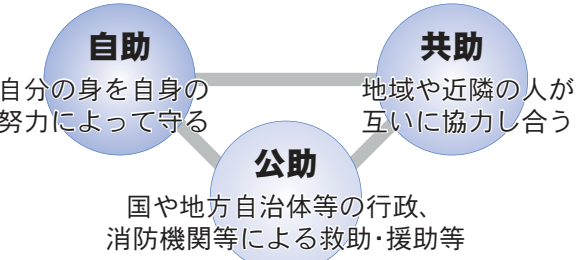 自助
自分の身を自身の
努力によって守る
共助
地域や近隣の人が
互いに協力し合う
公助
国や地方自治体等の行政、
消防機関等による救助･援助等